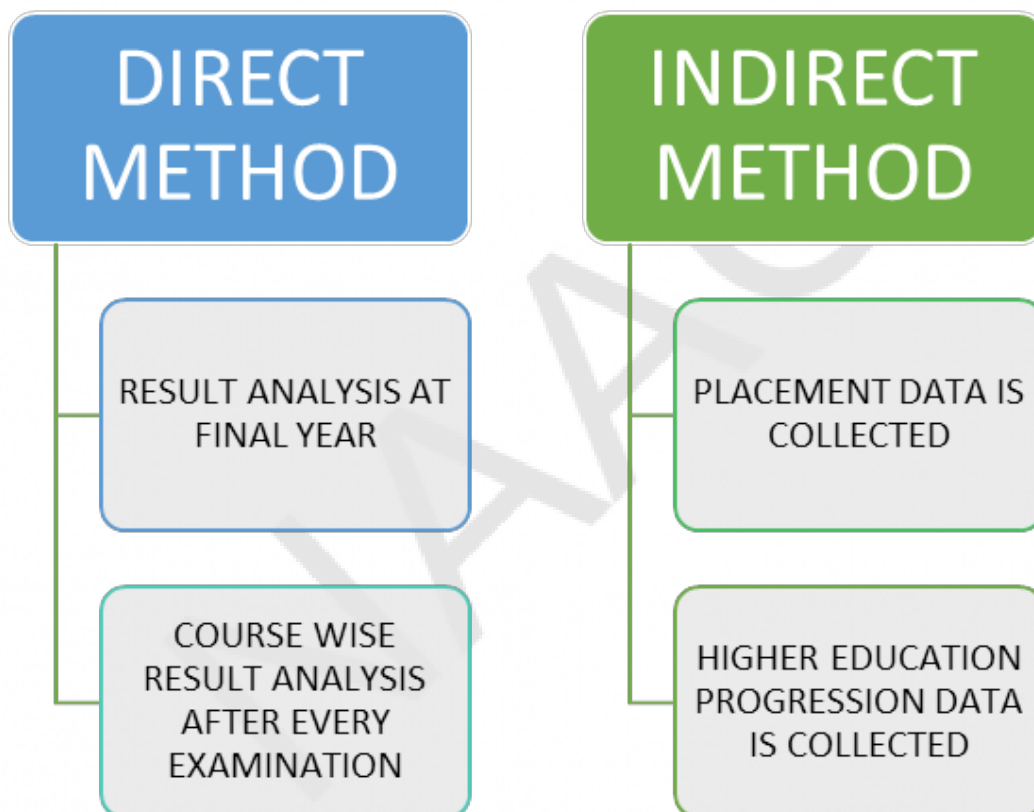 DIRECT
METHOD
RESULT ANALYSIS AT
FINAL YEAR
COURSE WISE
RESULT ANALYSIS
AFTER EVERY
EXAMINATION
INDIRECT
METHOD
PLACEMENT DATA IS
COLLECTED
HIGHER EDUCATION
PROGRESSION DATA
IS COLLECTED
NAAC